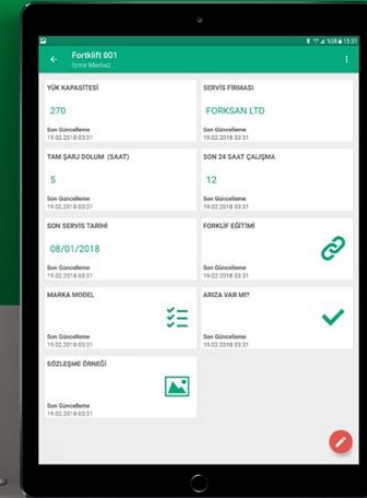 %58 15:31
Fortklift 001
İzmir Merkez
YÜK KAPASİTESİ
270
Son Güncelleme
19.02.2018 03:31
SERVİS FİRMASI
FORKSAN LTD
Son Güncelleme
19.02.2018 03:31
TAM ŞARJ DOLUM (SAAT)
5
Son Güncelleme
19.02.2018 03:31
SON 24 SAAT ÇALIŞMA
12
Son Güncelleme
19.02.2018 03:31
SON SERVİS TARİHİ
08/01/2018
Son Güncelleme
19.02.2018 03:31
FORKLİF EĞİTİMİ
Son Güncelleme
19.02.2018 03:31
MARKA MODEL
Son Güncelleme
19.02.2018 03:31
ARIZA VAR MI?
Son Güncelleme
19.02.2018 03:31
SÖZLEŞME ÖRNEĞİ
Son Güncelleme
19.02.2018 03:31